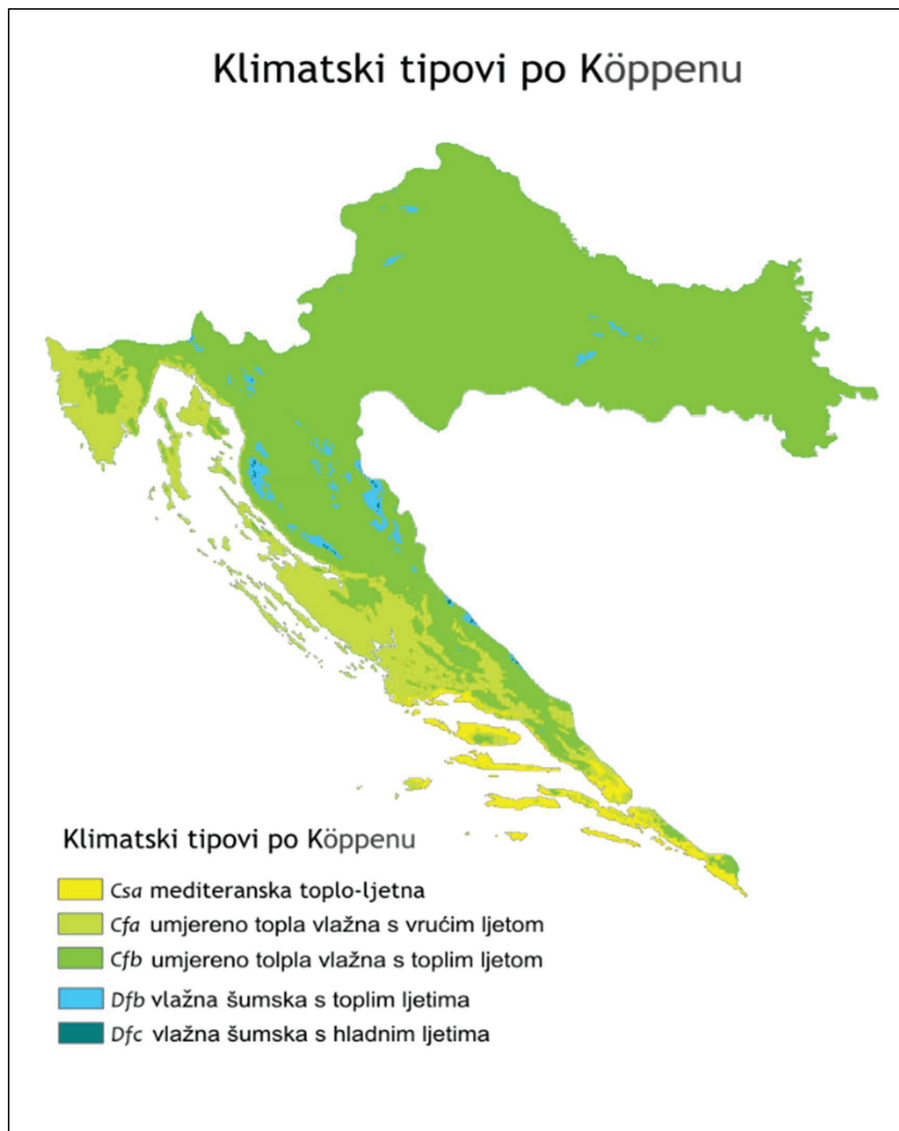 Klimatski tipovi po Köppenu
Klimatski tipovi po Köppenu
Csa mediteranska toplo-ljetna
Cfa umjereno topla vlažna s vrućim ljetom
Cfb umjereno tolpla vlažna s toplim ljetom
Dfb vlažna šumska s toplim ljetima
Dfc vlažna šumska s hladnim ljetima